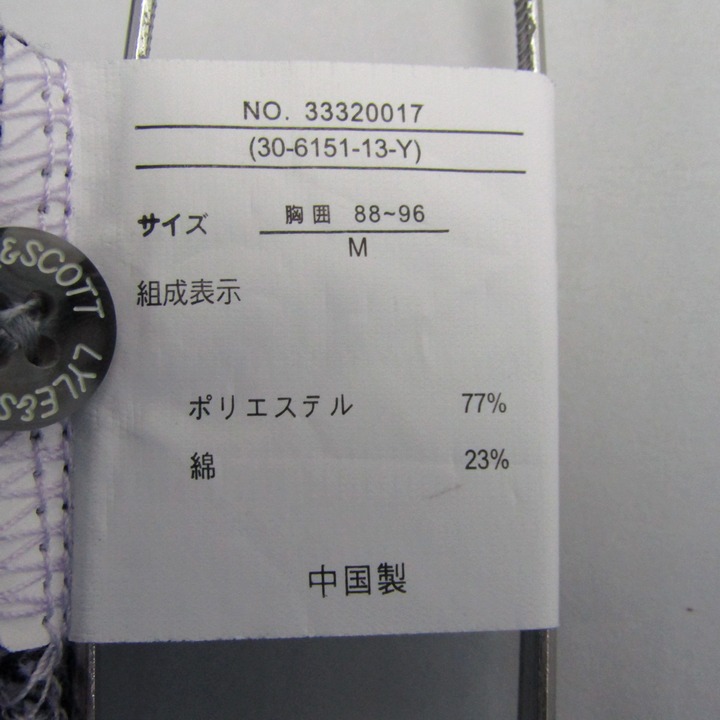 NO. 33320017
(30-6151-13-Y)
サイズ 胸囲 88~96
M
組成表示
ポリエステル 77%
綿 23%
中国製
&SCOTT LYLE&S